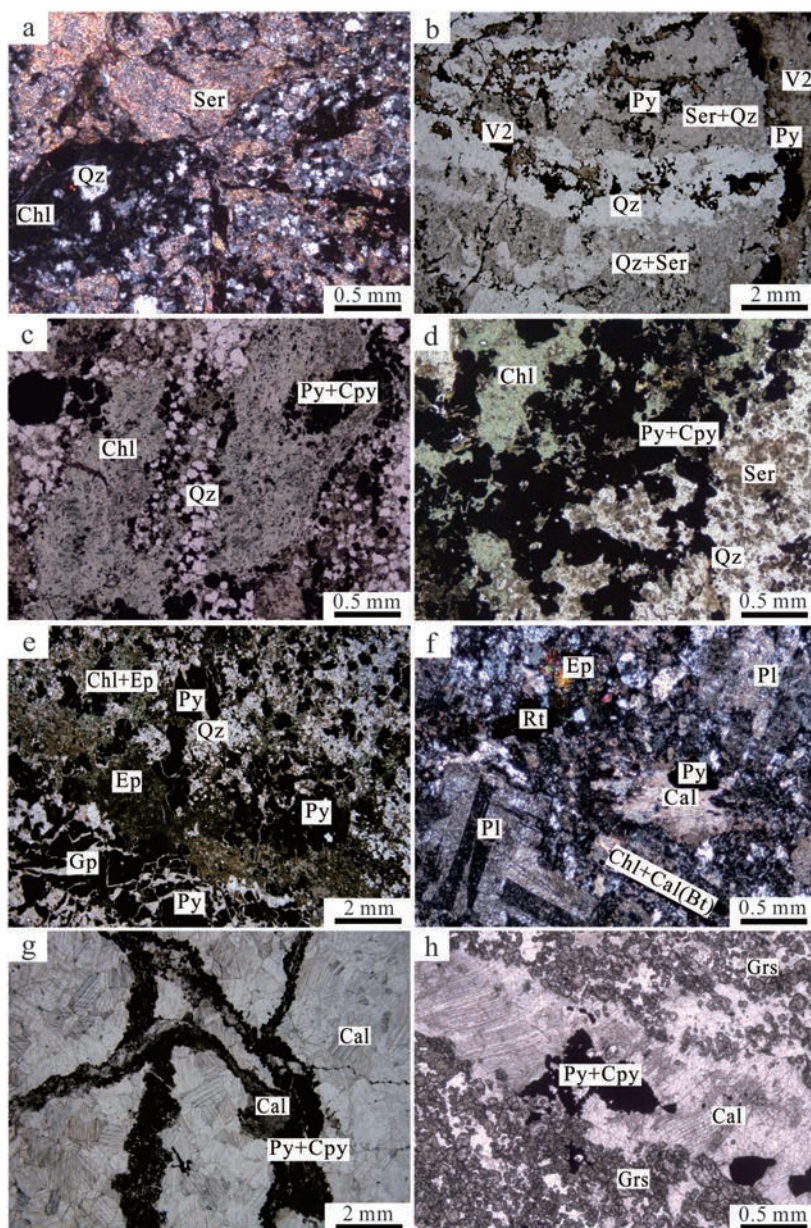 a
Ser
Qz
Chl
0.5 mm
b
V2
Py
Ser+Qz
V2
Py
Qz
Qz+Ser
2 mm
c
Py+Cpy
Chl
Qz
0.5 mm
d
Chl
Py+Cpy
Ser
Qz
0.5 mm
e
Chl+Ep
Py
Qz
Ep
Py
Gp
Py
2 mm
f
Ep
Pl
Rt
Py
Cal
Pl
Chl+Cal(Bt)
0.5 mm
g
Cal
Cal
Py+Cpy
2 mm
h
Grs
Py+Cpy
Cal
Grs
0.5 mm